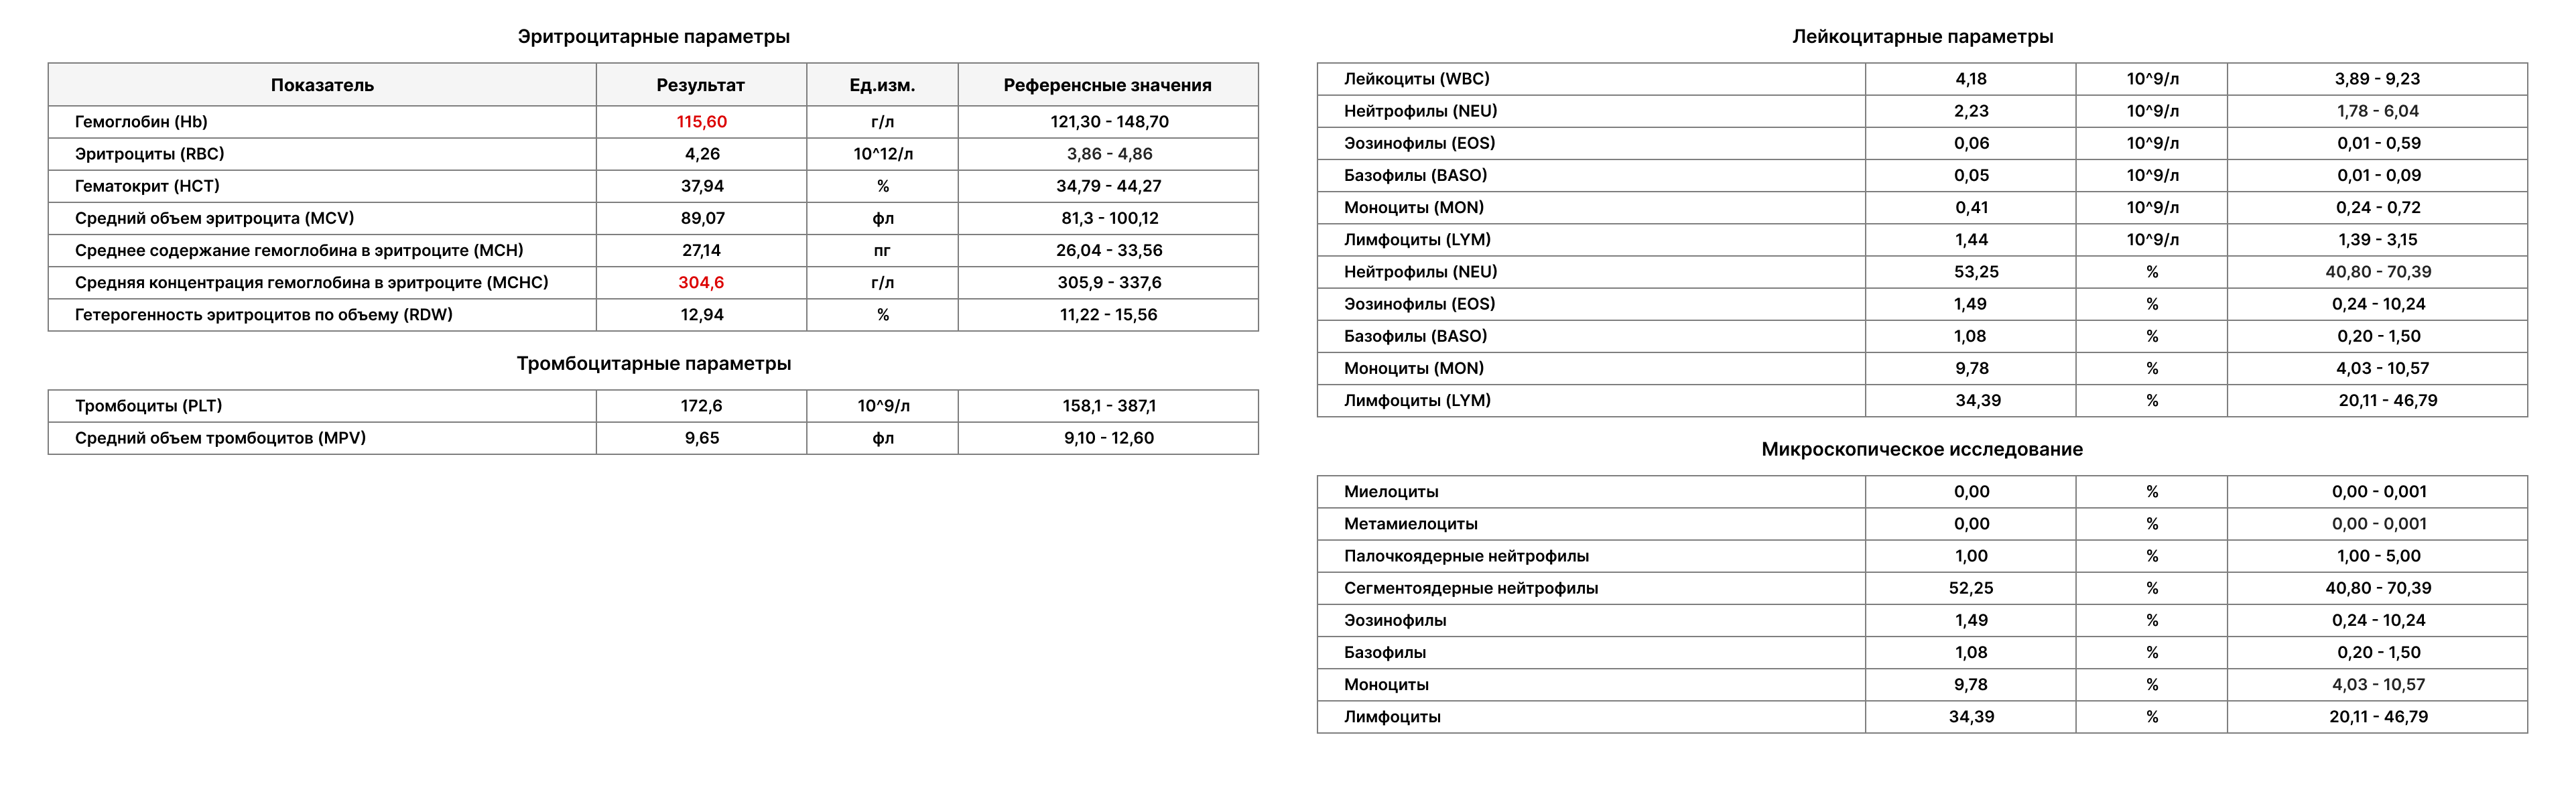 Эритроцитарные параметры
Показатель Результат Ед.изм. Референсные значения
Гемоглобин (Hb) 115,60 г/л 121,30 - 148,70
Эритроциты (RBC) 4,26 10^12/л 3,86 - 4,86
Гематокрит (HCT) 37,94 % 34,79 - 44,27
Средний объем эритроцита (MCV) 89,07 фл 81,3 - 100,12
Среднее содержание гемоглобина в эритроците (MCH) 27,14 пг 26,04 - 33,56
Средняя концентрация гемоглобина в эритроците (MCHC) 304,6 г/л 305,9 - 337,6
Гетерогенность эритроцитов по объему (RDW) 12,94 % 11,22 - 15,56
Тромбоцитарные параметры
Тромбоциты (PLT) 172,6 10^9/л 158,1 - 387,1
Средний объем тромбоцитов (MPV) 9,65 фл 9,10 - 12,60
Лейкоцитарные параметры
Лейкоциты (WBC) 4,18 10^9/л 3,89 - 9,23
Нейтрофилы (NEU) 2,23 10^9/л 1,78 - 6,04
Эозинофилы (EOS) 0,06 10^9/л 0,01 - 0,59
Базофилы (BASO) 0,05 10^9/л 0,01 - 0,09
Моноциты (MON) 0,41 10^9/л 0,24 - 0,72
Лимфоциты (LYM) 1,44 10^9/л 1,39 - 3,15
Нейтрофилы (NEU) 53,25 % 40,80 - 70,39
Эозинофилы (EOS) 1,49 % 0,24 - 10,24
Базофилы (BASO) 1,08 % 0,20 - 1,50
Моноциты (MON) 9,78 % 4,03 - 10,57
Лимфоциты (LYM) 34,39 % 20,11 - 46,79
Микроскопическое исследование
Миелоциты 0,00 % 0,00 - 0,001
Метамиелоциты 0,00 % 0,00 - 0,001
Палочкоядерные нейтрофилы 1,00 % 1,00 - 5,00
Сегментоядерные нейтрофилы 52,25 % 40,80 - 70,39
Эозинофилы 1,49 % 0,24 - 10,24
Базофилы 1,08 % 0,20 - 1,50
Моноциты 9,78 % 4,03 - 10,57
Лимфоциты 34,39 % 20,11 - 46,79